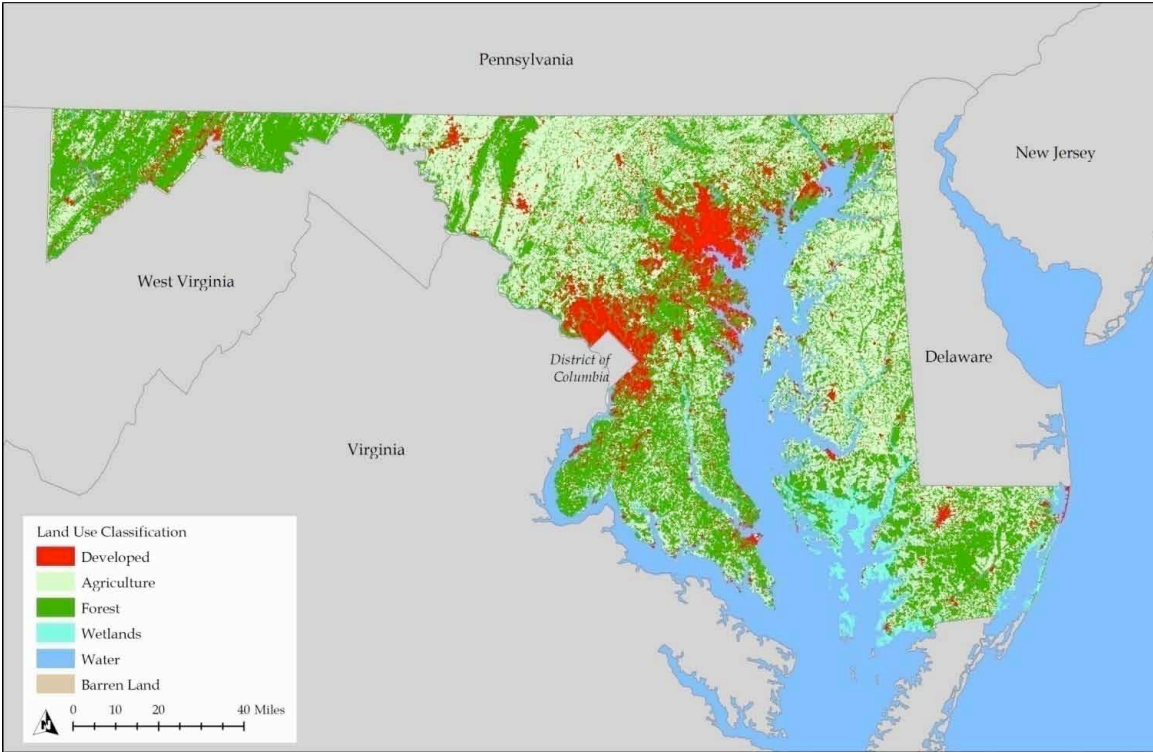 Pennsylvania
New Jersey
West Virginia
Delaware
District of
Columbia
Virginia
Land Use Classification
Developed
Agriculture
Forest
Wetlands
Water
Barren Land
N
0 10 20 40 Miles